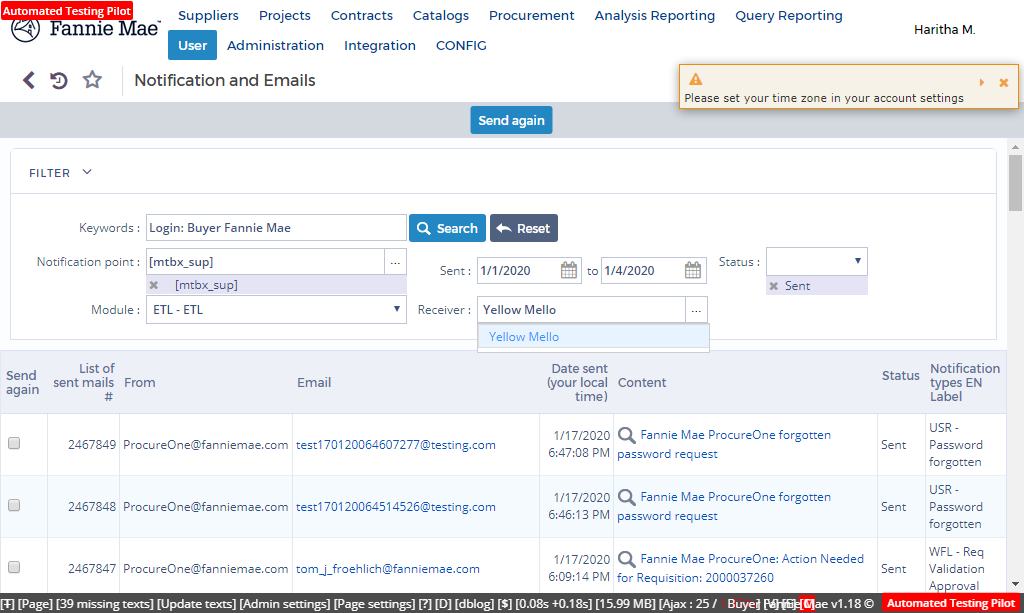 Automated Testing Pilot
Fannie Mae
Suppliers Projects Contracts Catalogs Procurement Analysis Reporting Query Reporting
User Administration Integration CONFIG
Haritha M.
Notification and Emails
Please set your time zone in your account settings
Send again
FILTER
Keywords : Login: Buyer Fannie Mae Search Reset
Notification point : [mtbx_sup] ...
[mtbx_sup]
Sent : 1/1/2020 to 1/4/2020
Status :
Sent
Module : ETL - ETL Receiver : Yellow Mello ...
Yellow Mello
Send again List of sent mails # From Email Date sent (your local time) Content Status Notification types EN Label
2467849 ProcureOne@fanniemae.com test170120064607277@testing.com 1/17/2020 6:47:08 PM Fannie Mae ProcureOne forgotten password request Sent USR - Password forgotten
2467848 ProcureOne@fanniemae.com test170120064514526@testing.com 1/17/2020 6:46:13 PM Fannie Mae ProcureOne forgotten password request Sent USR - Password forgotten
2467847 ProcureOne@fanniemae.com tom_j_froehlich@fanniemae.com 1/17/2020 6:09:14 PM Fannie Mae ProcureOne: Action Needed for Requisition: 2000037260 Sent WFL - Req Validation Approval
[Ŧ] [Page] [39 missing texts] [Update texts] [Admin settings] [Page settings] [?] [D] [dblog] [$] [0.08s +0.18s] [15.99 MB] [Ajax : 25 / Buyer Mae v1.18 © Automated Testing Pilot